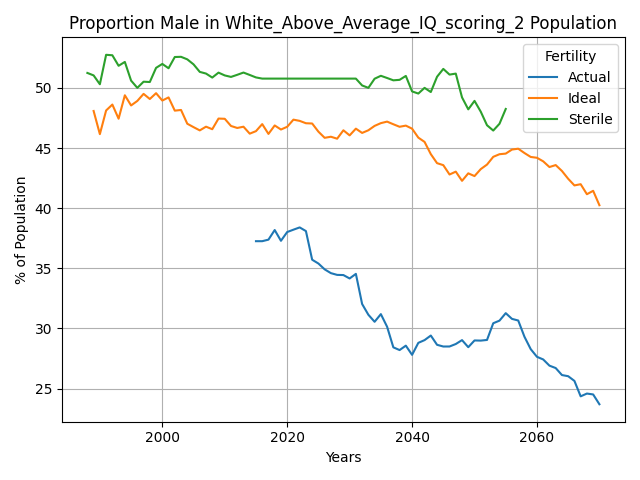 Proportion Male in White_Above_Average_IQ_scoring_2 Population
Fertility
Actual
Ideal
Sterile
% of Population
50
45
40
35
30
25
2000
2020
2040
2060
Years